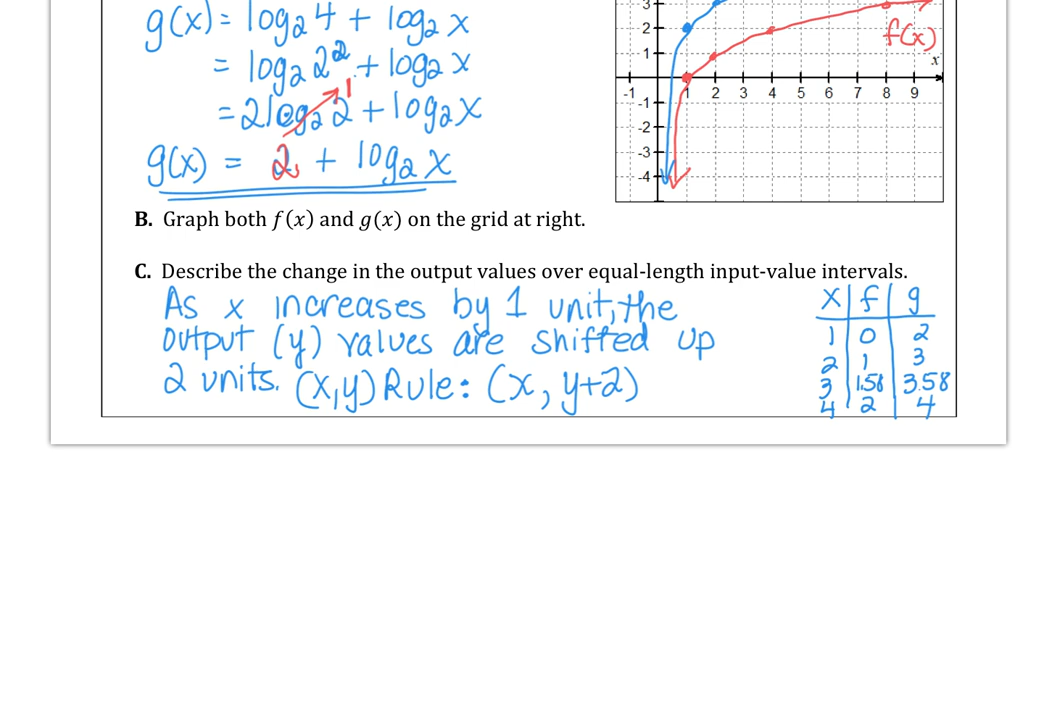 g(x) = log₂ 4 + log₂ x
= log₂ 2² + log₂ x
= 2 log₂ 2 1 + log₂ x
g(x) = 2 + log₂ x
3
2
1
-1
-2
-3
-4
-1 1 2 3 4 5 6 7 8 9
x
f(x)
B. Graph both f(x) and g(x) on the grid at right.
C. Describe the change in the output values over equal-length input-value intervals.
As x increases by 1 unit, the
output (y) values are shifted up
2 units. (x,y) Rule: (x, y+2)
x f g
1 0 2
2 1 3
3 1.58 3.58
4 2 4